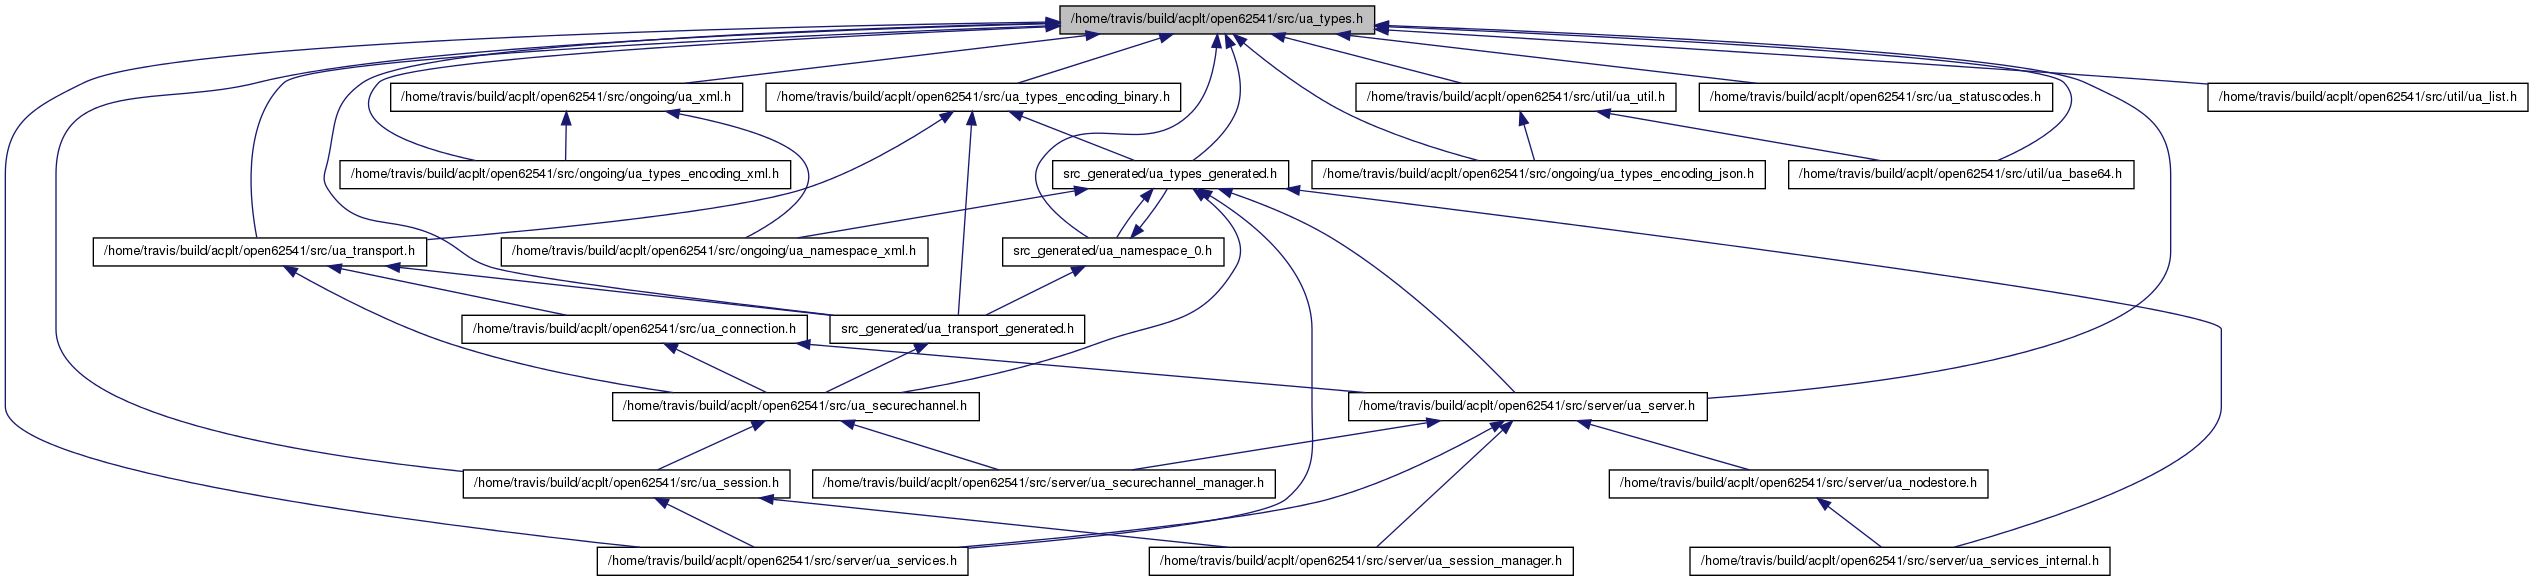 /home/travis/build/acplt/open62541/src/ua_types.h
/home/travis/build/acplt/open62541/src/ongoing/ua_xml.h
/home/travis/build/acplt/open62541/src/ua_types_encoding_binary.h
/home/travis/build/acplt/open62541/src/util/ua_util.h
/home/travis/build/acplt/open62541/src/ua_statuscodes.h
/home/travis/build/acplt/open62541/src/util/ua_list.h
/home/travis/build/acplt/open62541/src/ongoing/ua_types_encoding_xml.h
src_generated/ua_types_generated.h
/home/travis/build/acplt/open62541/src/ongoing/ua_types_encoding_json.h
/home/travis/build/acplt/open62541/src/util/ua_base64.h
/home/travis/build/acplt/open62541/src/ua_transport.h
/home/travis/build/acplt/open62541/src/ongoing/ua_namespace_xml.h
src_generated/ua_namespace_0.h
/home/travis/build/acplt/open62541/src/ua_connection.h
src_generated/ua_transport_generated.h
/home/travis/build/acplt/open62541/src/ua_securechannel.h
/home/travis/build/acplt/open62541/src/server/ua_server.h
/home/travis/build/acplt/open62541/src/ua_session.h
/home/travis/build/acplt/open62541/src/server/ua_securechannel_manager.h
/home/travis/build/acplt/open62541/src/server/ua_nodestore.h
/home/travis/build/acplt/open62541/src/server/ua_services.h
/home/travis/build/acplt/open62541/src/server/ua_session_manager.h
/home/travis/build/acplt/open62541/src/server/ua_services_internal.h